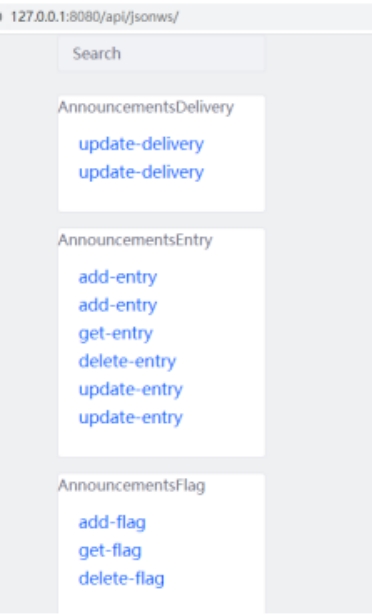 127.0.0.1:8080/api/jsonws/
Search
AnnouncementsDelivery
update-delivery
update-delivery
AnnouncementsEntry
add-entry
add-entry
get-entry
delete-entry
update-entry
update-entry
AnnouncementsFlag
add-flag
get-flag
delete-flag